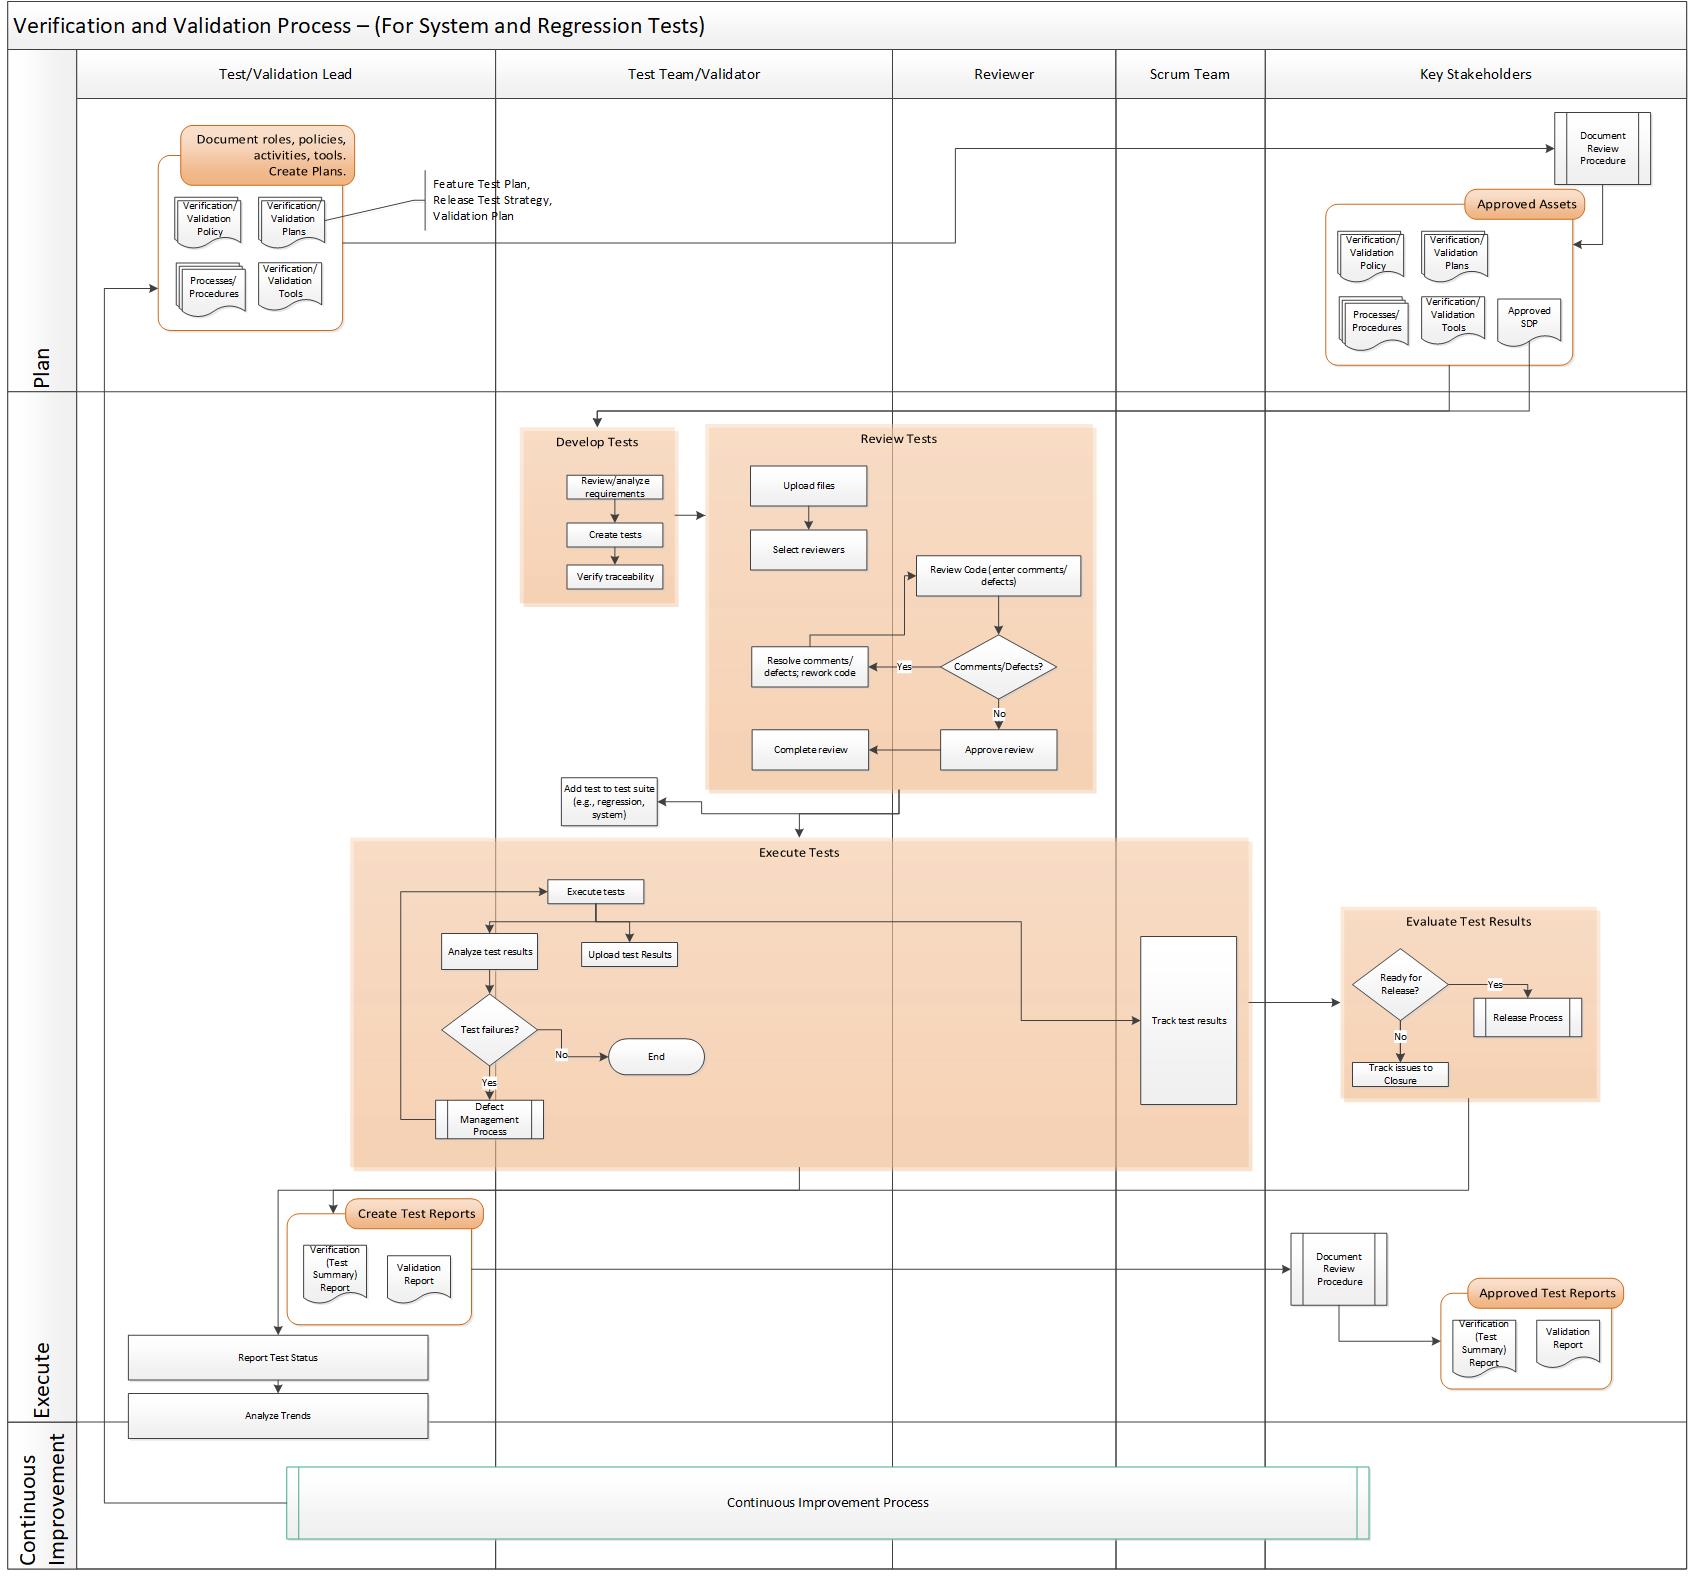 Verification and Validation Process – (For System and Regression Tests)
Test/Validation Lead
Test Team/Validator
Reviewer
Scrum Team
Key Stakeholders
Plan
Document roles, policies,
activities, tools.
Create Plans.
Verification/
Validation
Policy
Verification/
Validation
Plans
Processes/
Procedures
Verification/
Validation
Tools
Feature Test Plan,
Release Test Strategy,
Validation Plan
Document
Review
Procedure
Approved Assets
Verification/
Validation
Policy
Verification/
Validation
Plans
Processes/
Procedures
Verification/
Validation
Tools
Approved
SDP
Execute
Develop Tests
Review/analyze
requirements
Create tests
Verify traceability
Review Tests
Upload files
Select reviewers
Review Code (enter comments/
defects)
Comments/Defects?
Yes
Resolve comments/
defects; rework code
No
Approve review
Complete review
Add test to test suite
(e.g., regression,
system)
Execute Tests
Execute tests
Analyze test results
Upload test Results
Test failures?
No
End
Yes
Defect
Management
Process
Track test results
Evaluate Test Results
Ready for
Release?
Yes
Release Process
No
Track issues to
Closure
Create Test Reports
Verification
(Test
Summary)
Report
Validation
Report
Document
Review
Procedure
Approved Test Reports
Verification
(Test
Summary)
Report
Validation
Report
Report Test Status
Analyze Trends
Continuous
Improvement
Continuous Improvement Process